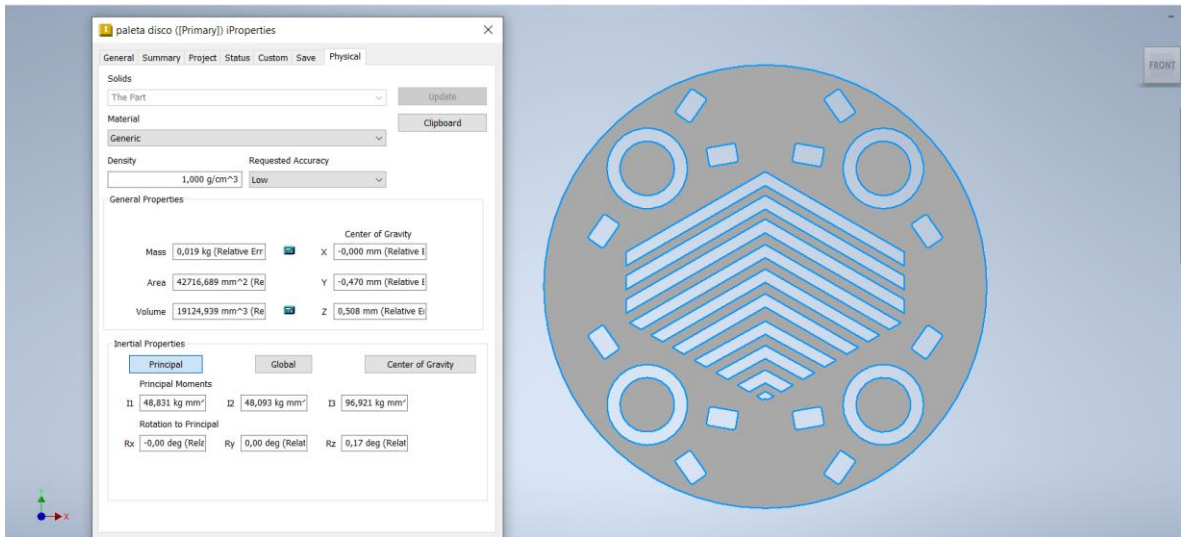 paleta disco ([Primary]) iProperties
General Summary Project Status Custom Save Physical
Solids
The Part
Update
Material
Clipboard
Generic
Density Requested Accuracy
1,000 g/cm^3 Low
General Properties
Center of Gravity
Mass 0,019 kg (Relative Err X -0,000 mm (Relative E
Area 42716,689 mm^2 (Re Y -0,470 mm (Relative E
Volume 19124,939 mm^3 (Re Z 0,508 mm (Relative Er
Inertial Properties
Principal Global Center of Gravity
Principal Moments
I1 48,831 kg mm^ I2 48,093 kg mm^ I3 96,921 kg mm^
Rotation to Principal
Rx -0,00 deg (Rela Ry 0,00 deg (Relat Rz 0,17 deg (Relat
FRONT
Y
X